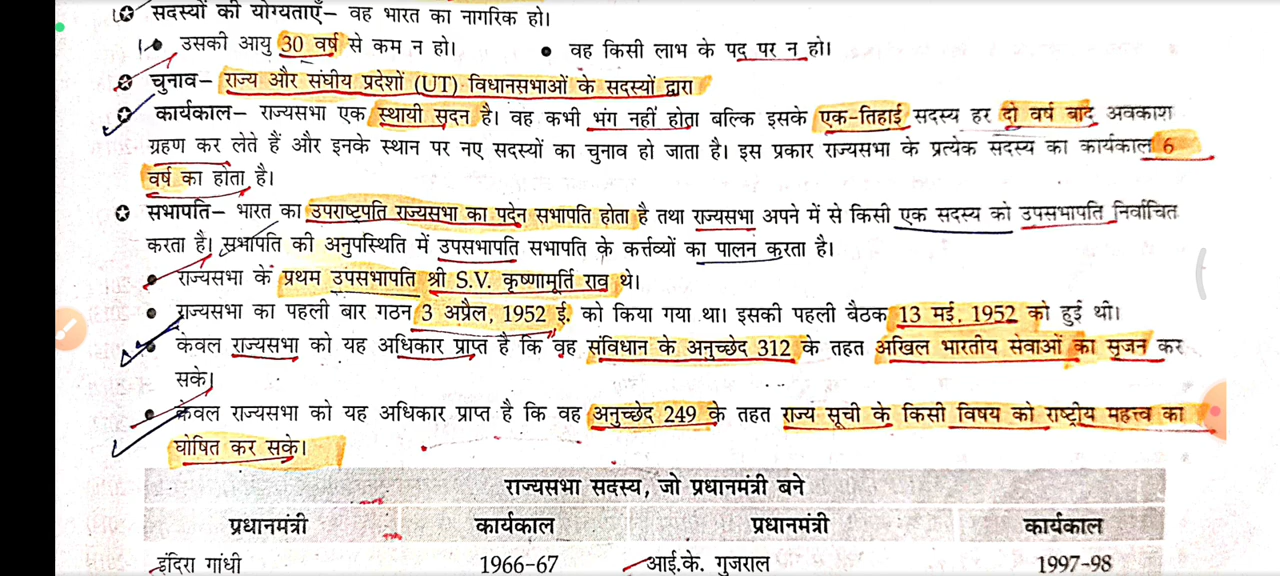 सदस्यों की योग्यताएँ– वह भारत का नागरिक हो।
उसकी आयु 30 वर्ष से कम न हो। • वह किसी लाभ के पद पर न हो।
चुनाव– राज्य और संघीय प्रदेशों (UT) विधानसभाओं के सदस्यों द्वारा
कार्यकाल– राज्यसभा एक स्थायी सदन है। वह कभी भंग नहीं होता बल्कि इसके एक-तिहाई सदस्य हर दो वर्ष बाद अवकाश
ग्रहण कर लेते हैं और इनके स्थान पर नए सदस्यों का चुनाव हो जाता है। इस प्रकार राज्यसभा के प्रत्येक सदस्य का कार्यकाल 6
वर्ष का होता है।
सभापति– भारत का उपराष्टपति राज्यसभा का पदेन सभापति होता है तथा राज्यसभा अपने में से किसी एक सदस्य को उपसभापति निर्वाचित
करता है। सभापति की अनुपस्थिति में उपसभापति सभापति के कर्त्तव्यों का पालन करता है।
• राज्यसभा के प्रथम उपसभापति श्री S.V. कृष्णामूर्ति राव थे।
• राज्यसभा का पहली बार गठन 3 अप्रैल, 1952 ई. को किया गया था। इसकी पहली बैठक 13 मई, 1952 को हुई थी।
• केवल राज्यसभा को यह अधिकार प्राप्त है कि वह संविधान के अनुच्छेद 312 के तहत अखिल भारतीय सेवाओं का सृजन कर
सके।
• केवल राज्यसभा को यह अधिकार प्राप्त है कि वह अनुच्छेद 249 के तहत राज्य सूची के किसी विषय को राष्ट्रीय महत्त्व का
घोषित कर सके।
राज्यसभा सदस्य, जो प्रधानमंत्री बने
प्रधानमंत्री कार्यकाल प्रधानमंत्री कार्यकाल
इंदिरा गांधी 1966-67 आई.के. गुजराल 1997-98